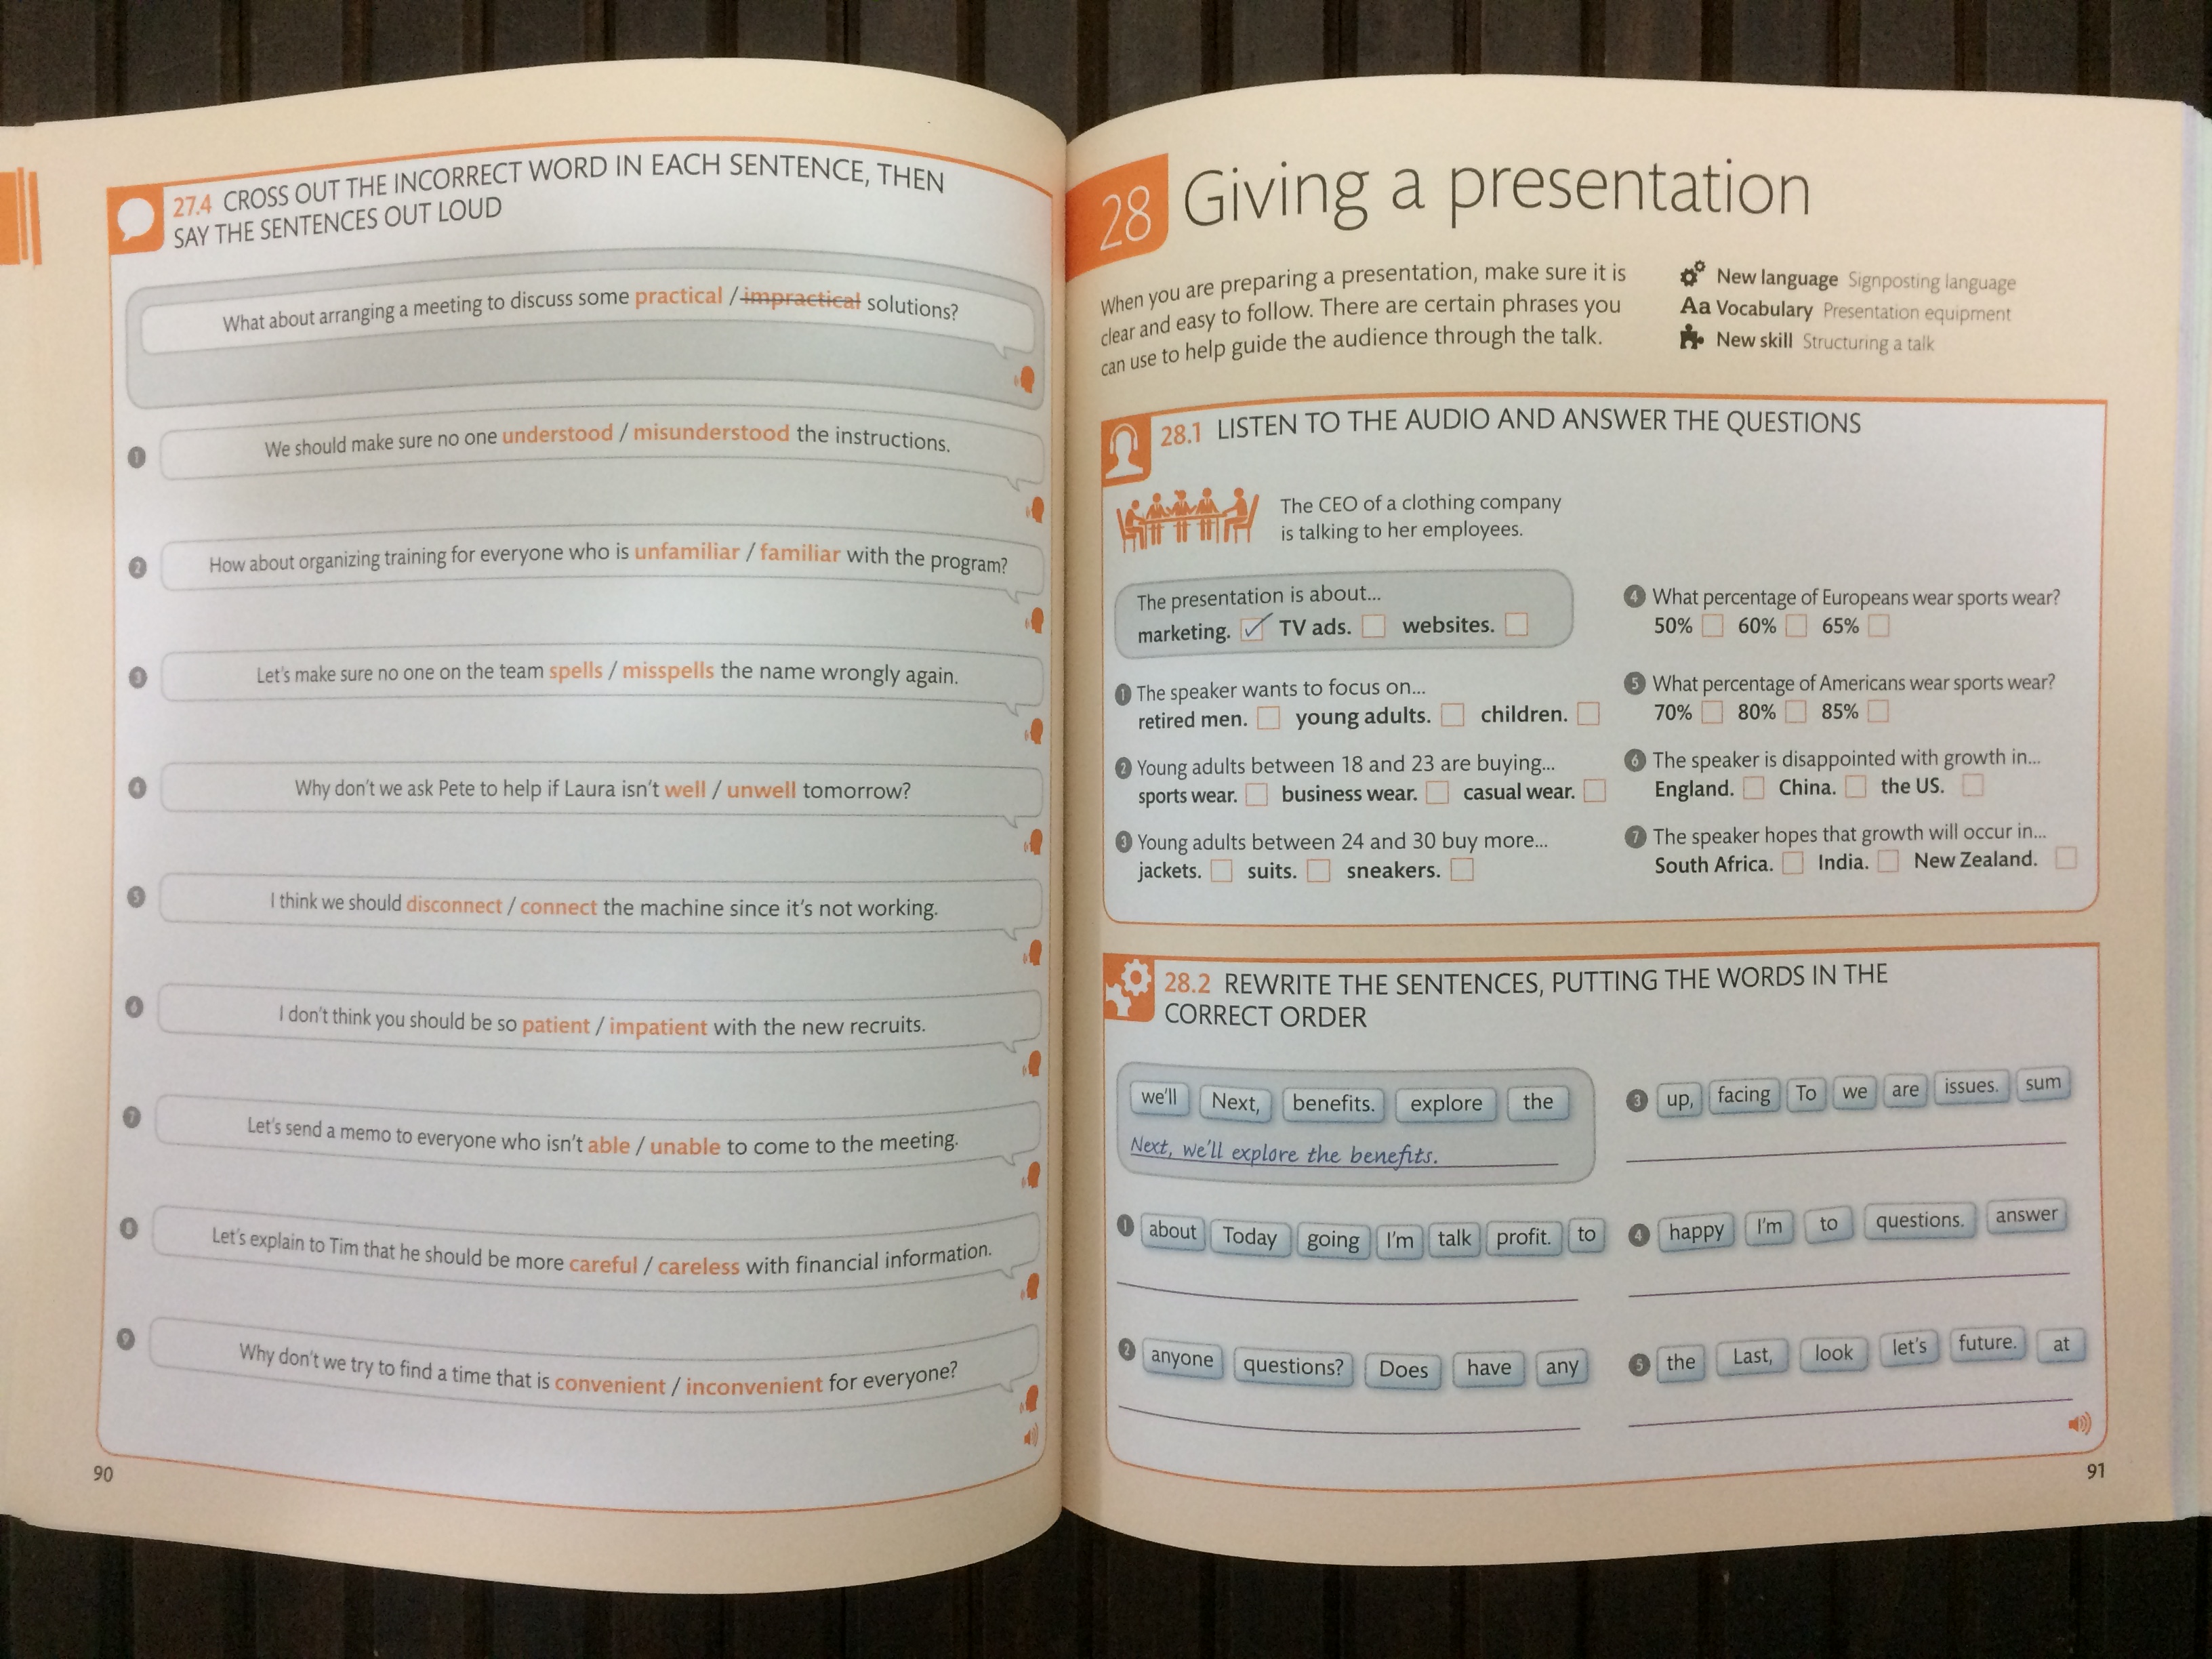 27.4 CROSS OUT THE INCORRECT WORD IN EACH SENTENCE, THEN
SAY THE SENTENCES OUT LOUD
What about arranging a meeting to discuss some practical / impractical solutions?
1 We should make sure no one understood / misunderstood the instructions.
2 How about organizing training for everyone who is unfamiliar / familiar with the program?
3 Let's make sure no one on the team spells / misspells the name wrongly again.
4 Why don't we ask Pete to help if Laura isn't well / unwell tomorrow?
5 I think we should disconnect / connect the machine since it's not working.
6 I don't think you should be so patient / impatient with the new recruits.
7 Let's send a memo to everyone who isn't able / unable to come to the meeting.
8 Let's explain to Tim that he should be more careful / careless with financial information.
9 Why don't we try to find a time that is convenient / inconvenient for everyone?
90
28 Giving a presentation
When you are preparing a presentation, make sure it is
clear and easy to follow. There are certain phrases you
can use to help guide the audience through the talk.
New language Signposting language
Aa Vocabulary Presentation equipment
New skill Structuring a talk
28.1 LISTEN TO THE AUDIO AND ANSWER THE QUESTIONS
The CEO of a clothing company
is talking to her employees.
The presentation is about...
marketing. TV ads. websites.
1 The speaker wants to focus on...
retired men. young adults. children.
2 Young adults between 18 and 23 are buying...
sports wear. business wear. casual wear.
3 Young adults between 24 and 30 buy more...
jackets. suits. sneakers.
4 What percentage of Europeans wear sports wear?
50% 60% 65%
5 What percentage of Americans wear sports wear?
70% 80% 85%
6 The speaker is disappointed with growth in...
England. China. the US.
7 The speaker hopes that growth will occur in...
South Africa. India. New Zealand.
28.2 REWRITE THE SENTENCES, PUTTING THE WORDS IN THE
CORRECT ORDER
we'll Next, benefits. explore the
Next, we'll explore the benefits.
1 about Today going I'm talk profit. to
2 anyone questions? Does have any
3 up, facing To we are issues. sum
4 happy I'm to questions. answer
5 the Last, look let's future. at
91